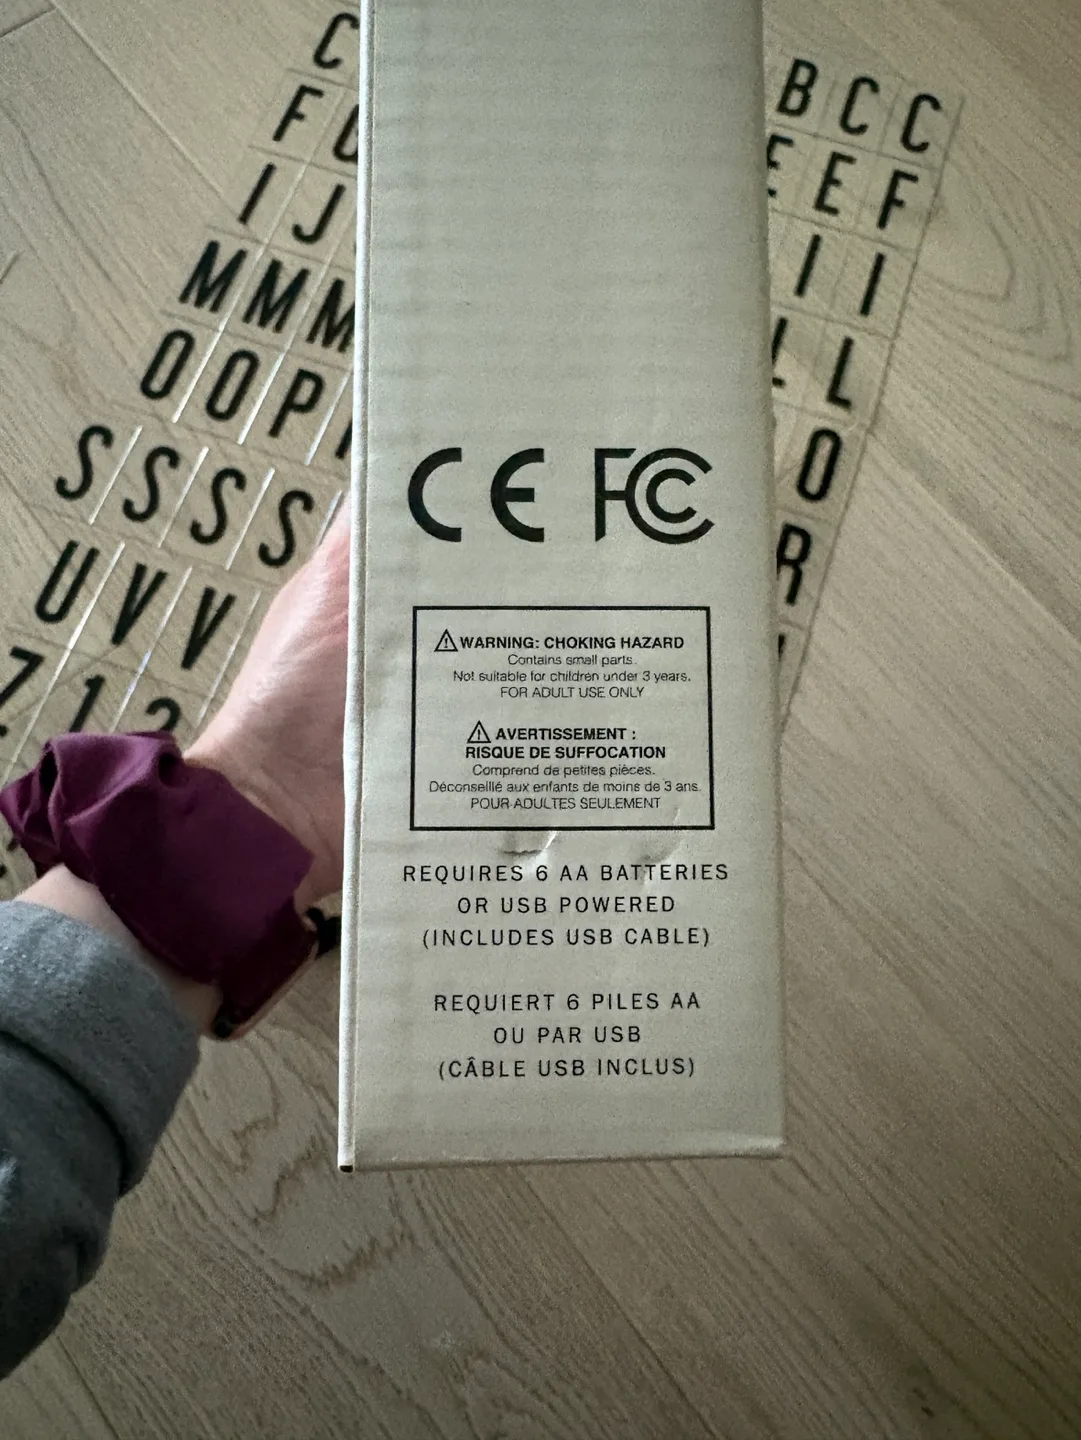 C
F
I J
M M M
O O P
S S S S
U V V
Z 1 2
B C C
E E F
I I
L L
O
R
CE FC
WARNING: CHOKING HAZARD
Contains small parts.
Not suitable for children under 3 years.
FOR ADULT USE ONLY
AVERTISSEMENT :
RISQUE DE SUFFOCATION
Comprend de petites pièces.
Déconseillé aux enfants de moins de 3 ans.
POUR ADULTES SEULEMENT
REQUIRES 6 AA BATTERIES
OR USB POWERED
(INCLUDES USB CABLE)
REQUIERT 6 PILES AA
OU PAR USB
(CÂBLE USB INCLUS)